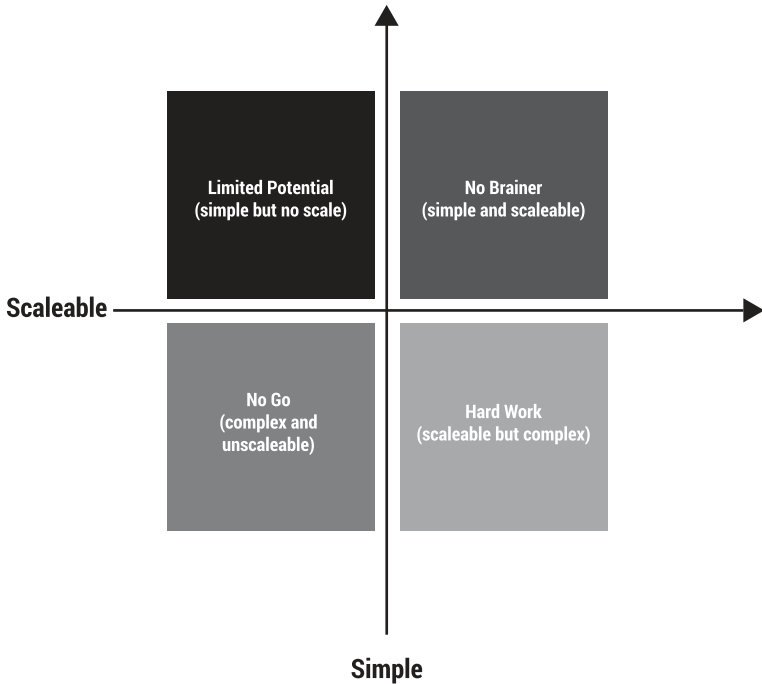 Limited Potential
(simple but no scale)
No Brainer
(simple and scaleable)
Scaleable
No Go
(complex and
unscaleable)
Hard Work
(scaleable but complex)
Simple